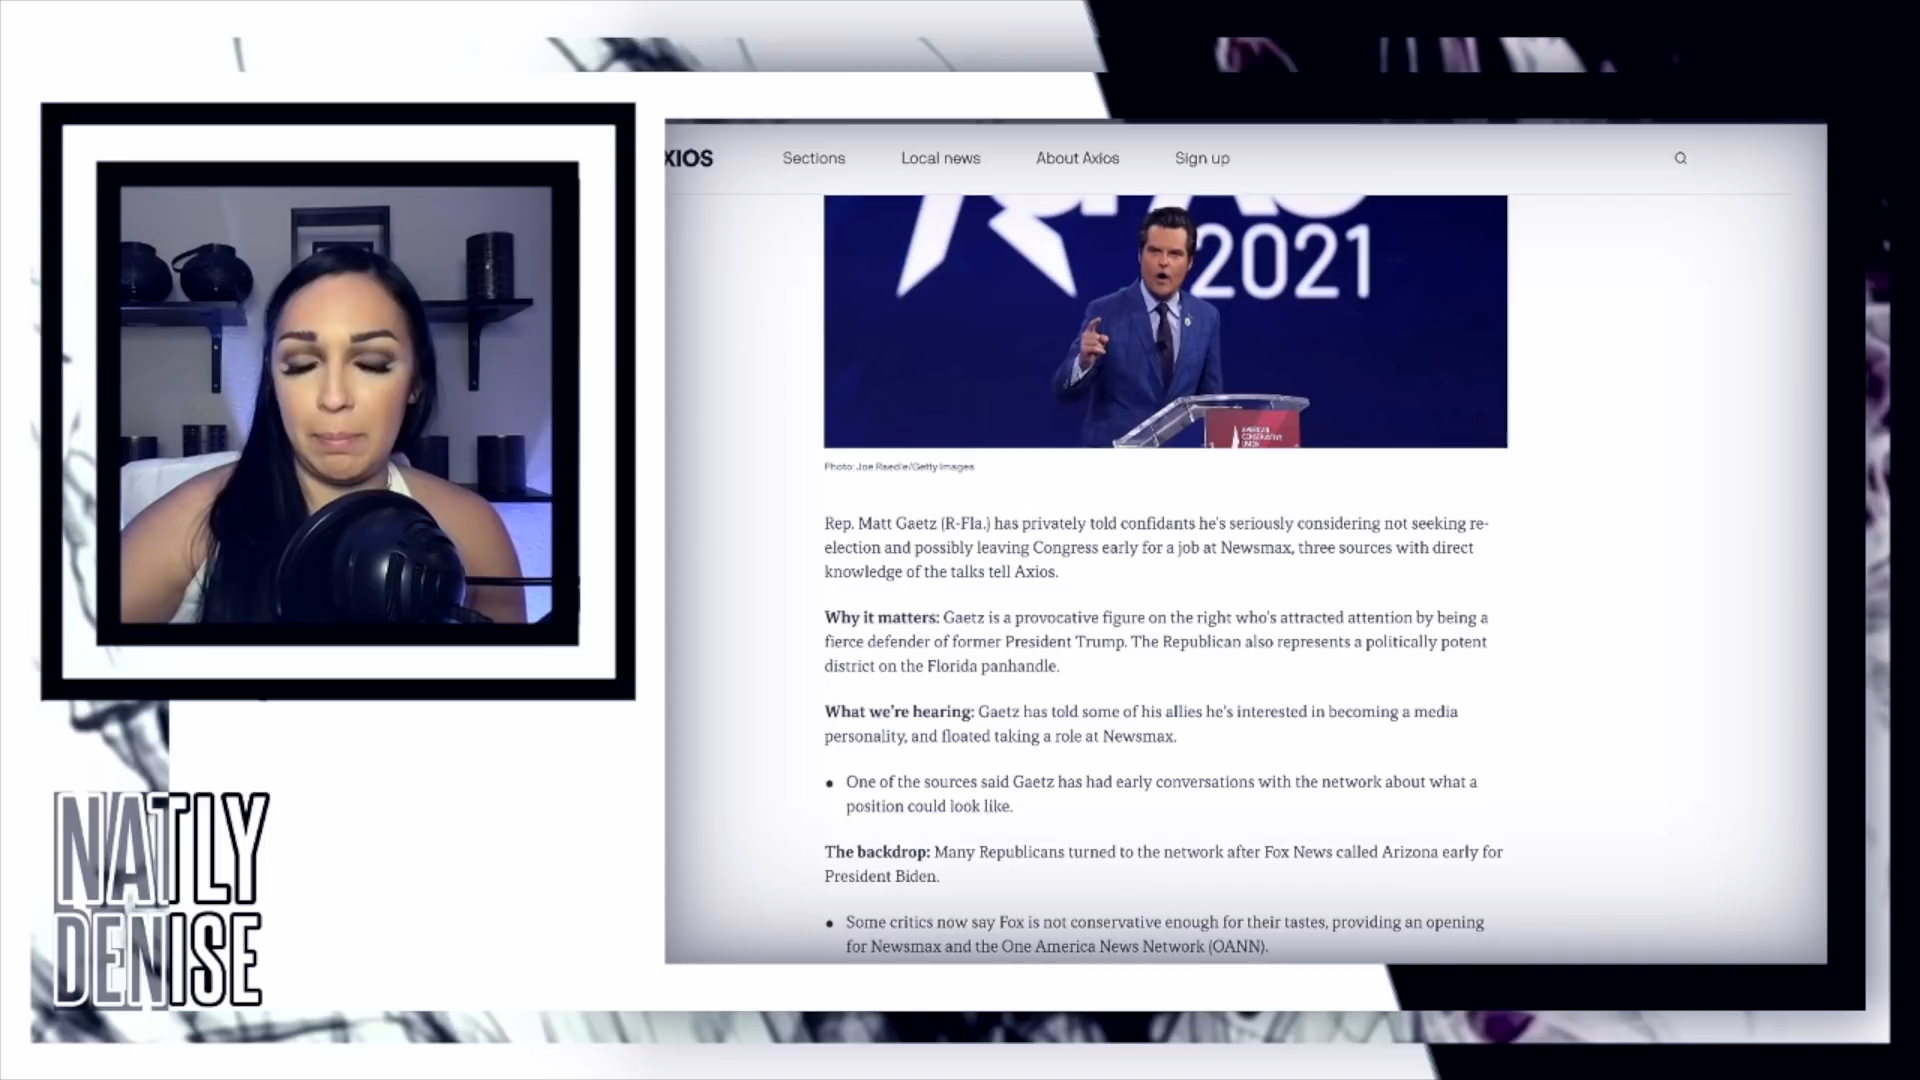 XIOS
Sections
Local news
About Axios
Sign up
2021
AMERICAN
CONSERVATIVE
UNION
Photo: Joe Raedle/Getty Images
Rep. Matt Gaetz (R-Fla.) has privately told confidants he's seriously considering not seeking re-
election and possibly leaving Congress early for a job at Newsmax, three sources with direct
knowledge of the talks tell Axios.
Why it matters: Gaetz is a provocative figure on the right who's attracted attention by being a
fierce defender of former President Trump. The Republican also represents a politically potent
district on the Florida panhandle.
What we're hearing: Gaetz has told some of his allies he's interested in becoming a media
personality, and floated taking a role at Newsmax.
• One of the sources said Gaetz has had early conversations with the network about what a
position could look like.
The backdrop: Many Republicans turned to the network after Fox News called Arizona early for
President Biden.
• Some critics now say Fox is not conservative enough for their tastes, providing an opening
for Newsmax and the One America News Network (OANN).
NATLY
DENISE